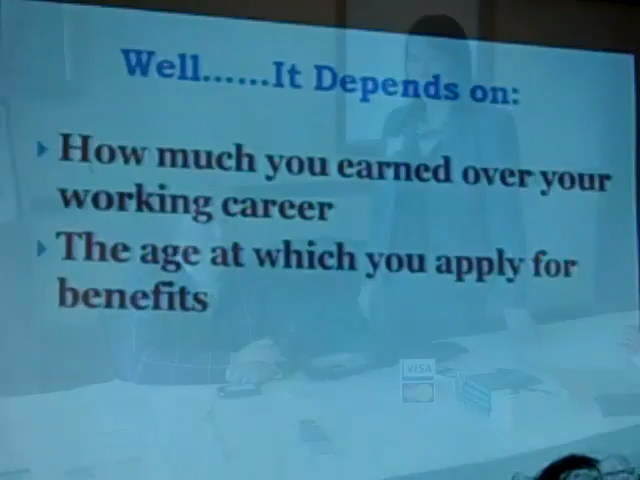 Well......It Depends on:
How much you earned over your
working career
The age at which you apply for
benefits
VISA